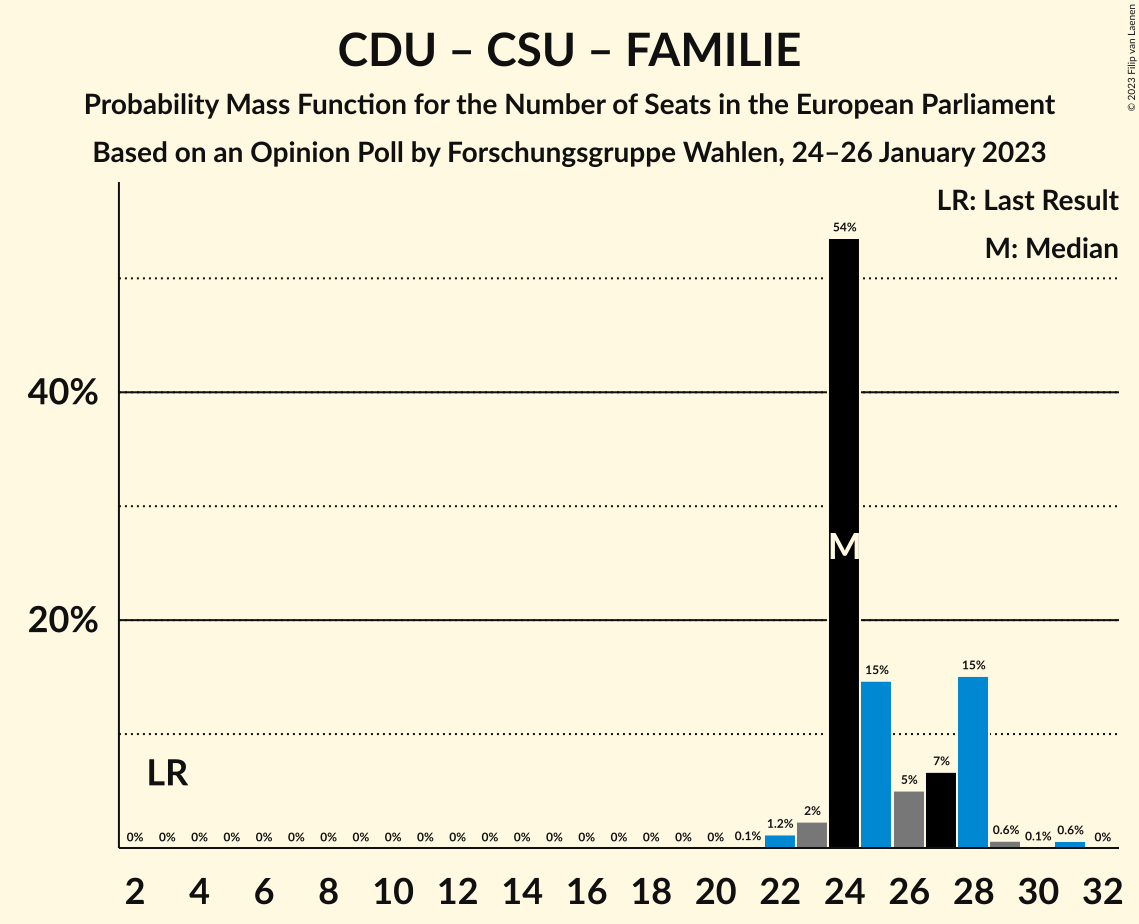 CDU – CSU – FAMILIE
Probability Mass Function for the Number of Seats in the European Parliament
Based on an Opinion Poll by Forschungsgruppe Wahlen, 24–26 January 2023
© 2023 Filip van Laenen
LR: Last Result
M: Median
40%
20%
LR
M
0% 0% 0% 0% 0% 0% 0% 0% 0% 0% 0% 0% 0% 0% 0% 0% 0% 0% 0% 0.1% 1.2% 2% 54% 15% 5% 7% 15% 0.6% 0.1% 0.6% 0%
2 4 6 8 10 12 14 16 18 20 22 24 26 28 30 32